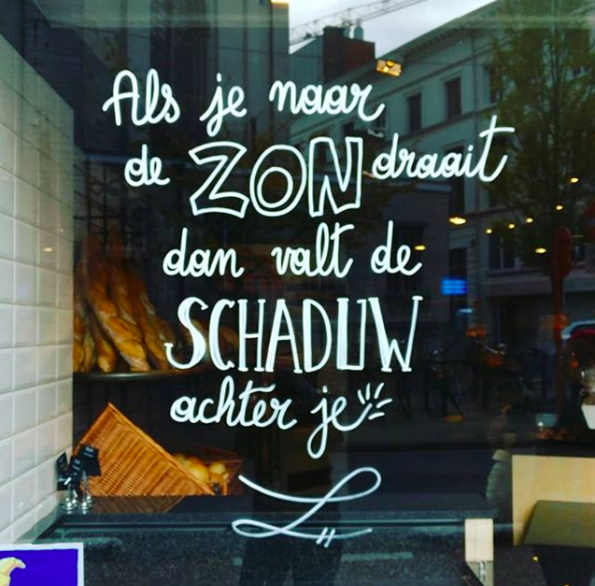 Als je naar
de ZON draait
dan valt de
SCHADUW
achter je